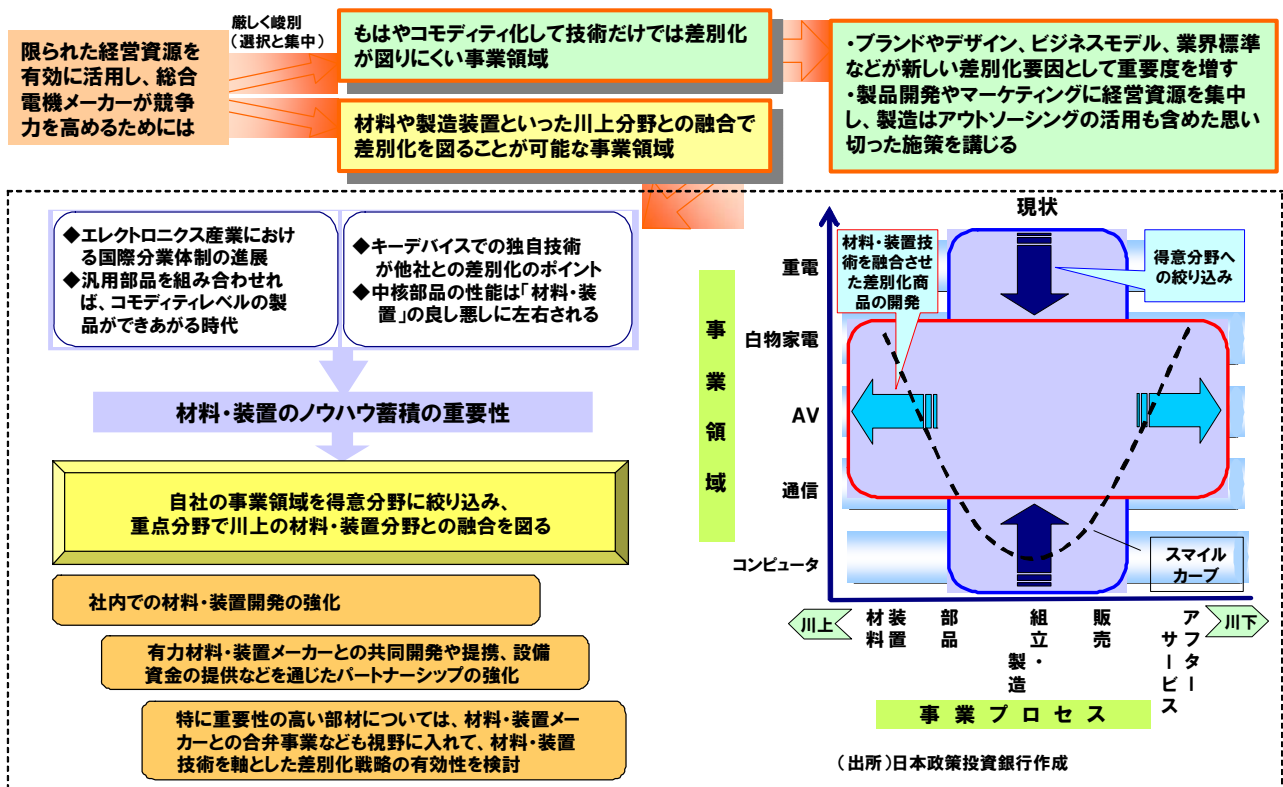 限られた経営資源を
有効に活用し、総合
電機メーカーが競争
力を高めるためには
厳しく峻別
（選択と集中）
もはやコモディティ化して技術だけでは差別化
が図りにくい事業領域
材料や製造装置といった川上分野との融合で
差別化を図ることが可能な事業領域
・ブランドやデザイン、ビジネスモデル、業界標準
などが新しい差別化要因として重要度を増す
・製品開発やマーケティングに経営資源を集中
し、製造はアウトソーシングの活用も含めた思い
切った施策を講じる
◆エレクトロニクス産業におけ
る国際分業体制の進展
◆汎用部品を組み合わせれ
ば、コモディティレベルの製
品ができあがる時代
◆キーデバイスでの独自技術
が他社との差別化のポイント
◆中核部品の性能は「材料・装
置」の良し悪しに左右される
材料・装置のノウハウ蓄積の重要性
自社の事業領域を得意分野に絞り込み、
重点分野で川上の材料・装置分野との融合を図る
社内での材料・装置開発の強化
有力材料・装置メーカーとの共同開発や提携、設備
資金の提供などを通じたパートナーシップの強化
特に重要性の高い部材については、材料・装置メー
カーとの合弁事業なども視野に入れて、材料・装置
技術を軸とした差別化戦略の有効性を検討
現状
材料・装置技
術を融合させ
た差別化商
品の開発
得意分野へ
の絞り込み
事業領域
重電
白物家電
AV
通信
コンピュータ
スマイル
カーブ
川上
材料
装置
部品
組立・
製造
販売
アフター
サービス
川下
事業プロセス
（出所）日本政策投資銀行作成